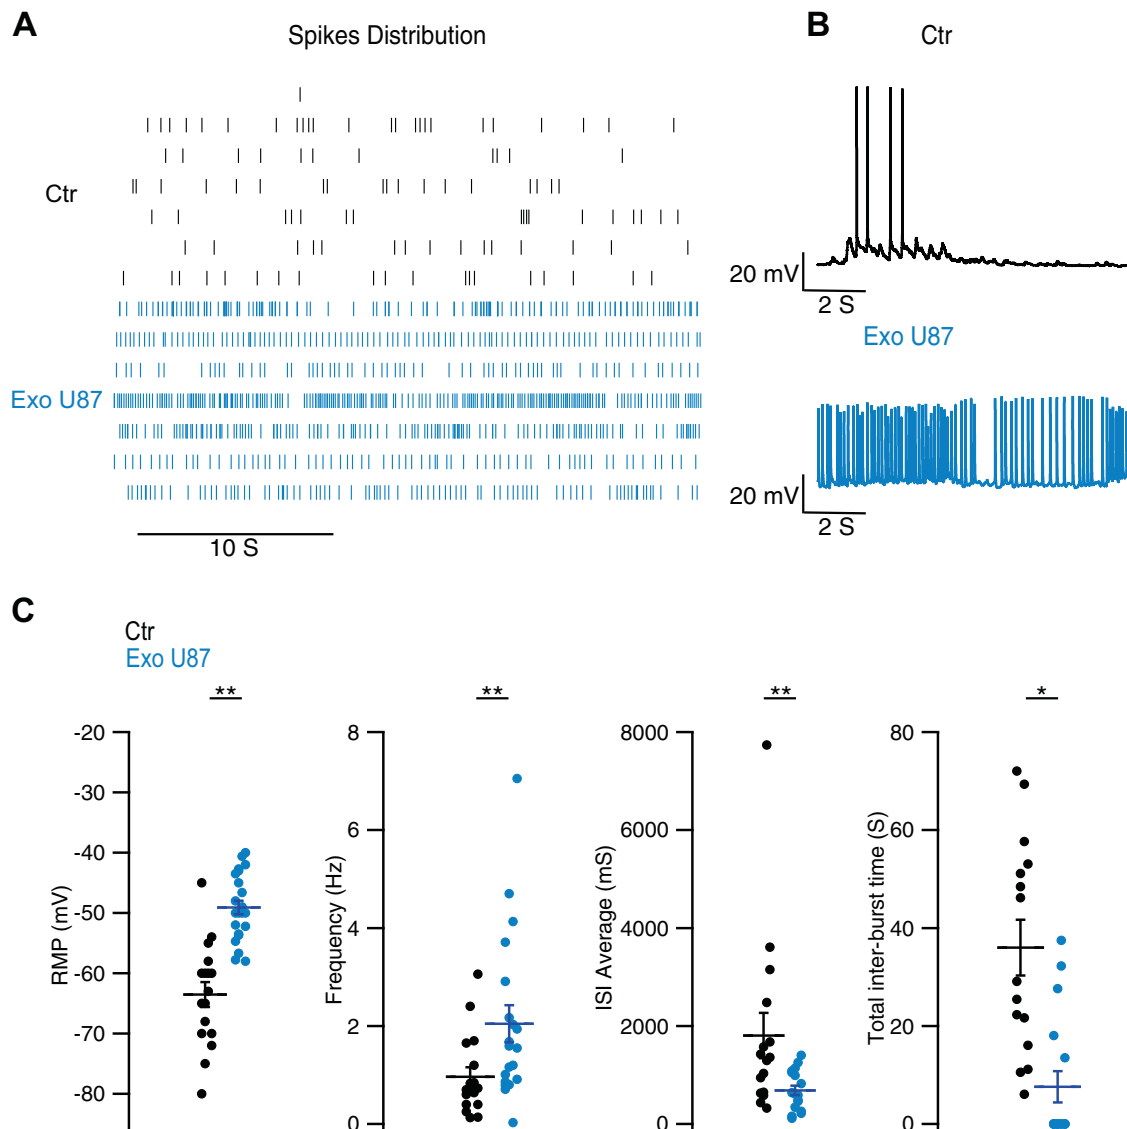 A
Spikes Distribution
Ctr
Exo U87
10 S
B
Ctr
20 mV
2 S
Exo U87
20 mV
2 S
C
Ctr
Exo U87
**
RMP (mV)
-20
-30
-40
-50
-60
-70
-80
**
Frequency (Hz)
8
6
4
2
0
**
ISI Average (mS)
8000
6000
4000
2000
0
*
Total inter-burst time (S)
80
60
40
20
0